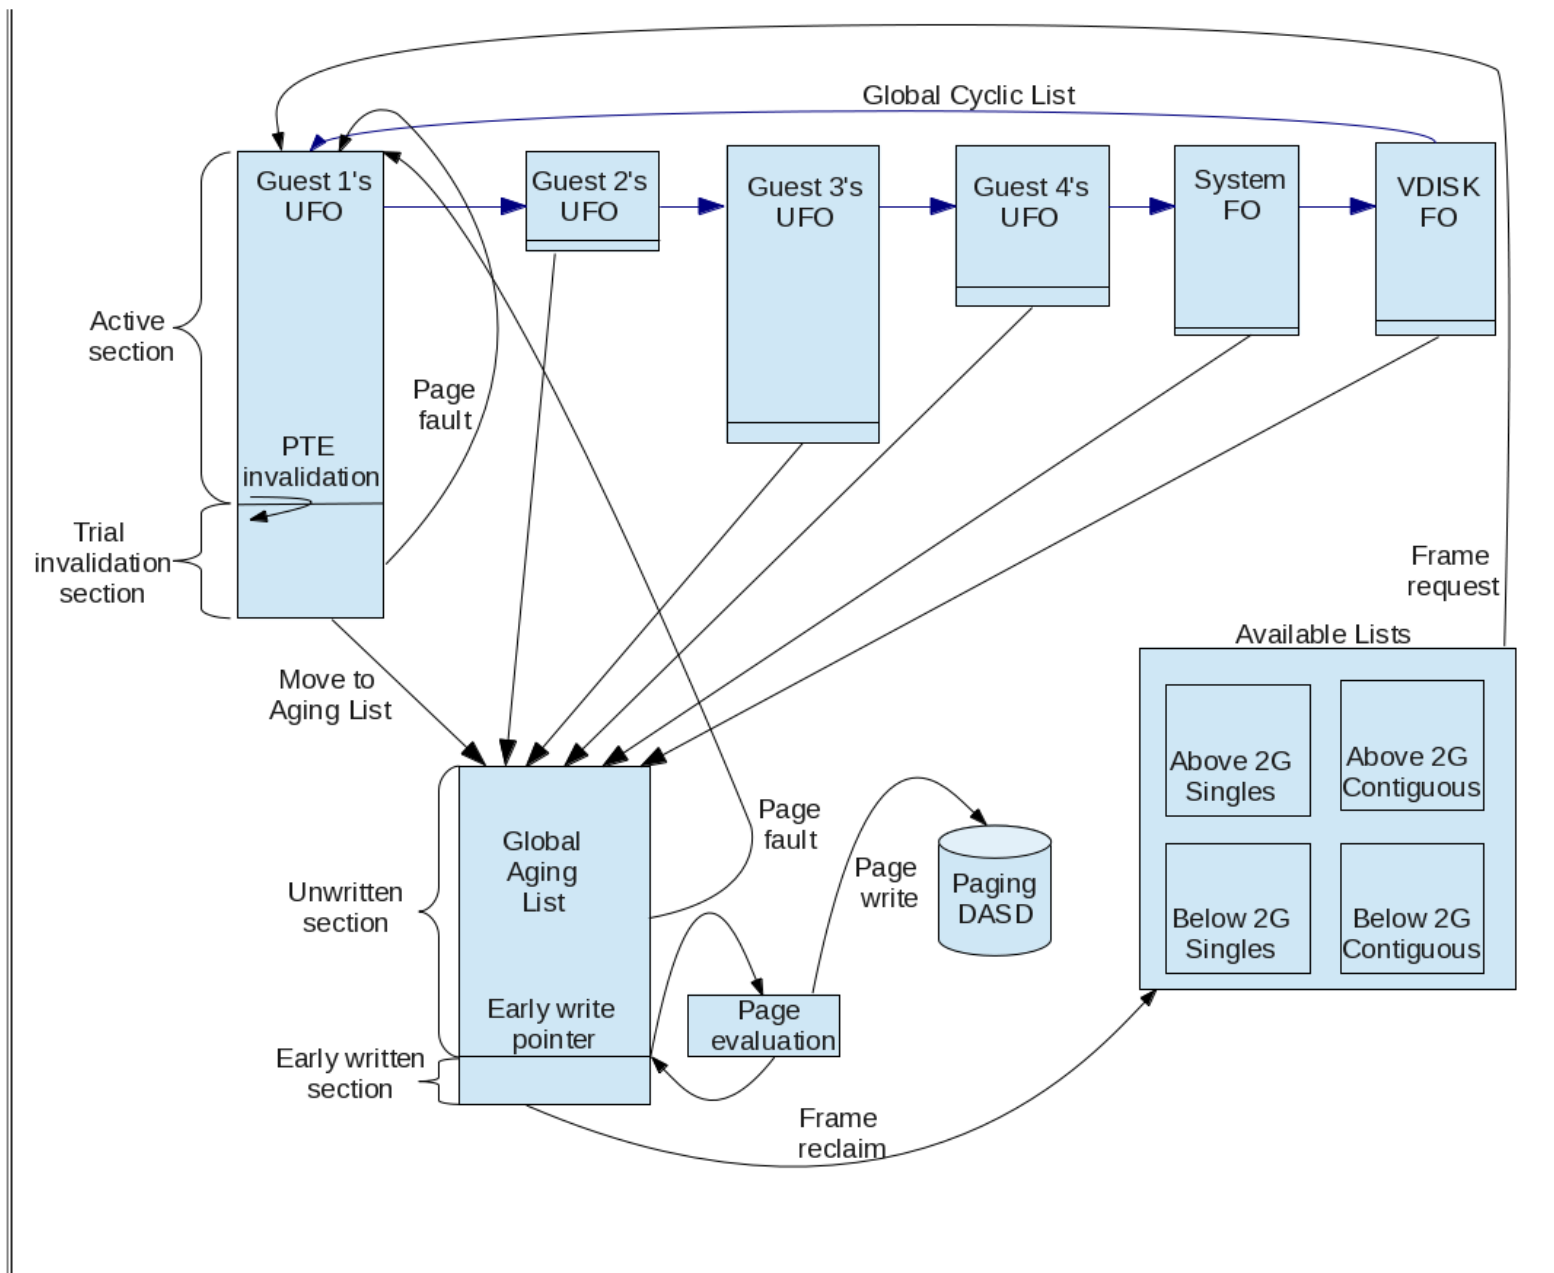 Global Cyclic List
Guest 1's
UFO
Guest 2's
UFO
Guest 3's
UFO
Guest 4's
UFO
System
FO
VDISK
FO
Active
section
Page
fault
PTE
invalidation
Trial
invalidation
section
Frame
request
Available Lists
Move to
Aging List
Above 2G
Singles
Above 2G
Contiguous
Below 2G
Singles
Below 2G
Contiguous
Page
fault
Global
Aging
List
Unwritten
section
Page
write
Paging
DASD
Early write
pointer
Page
evaluation
Early written
section
Frame
reclaim